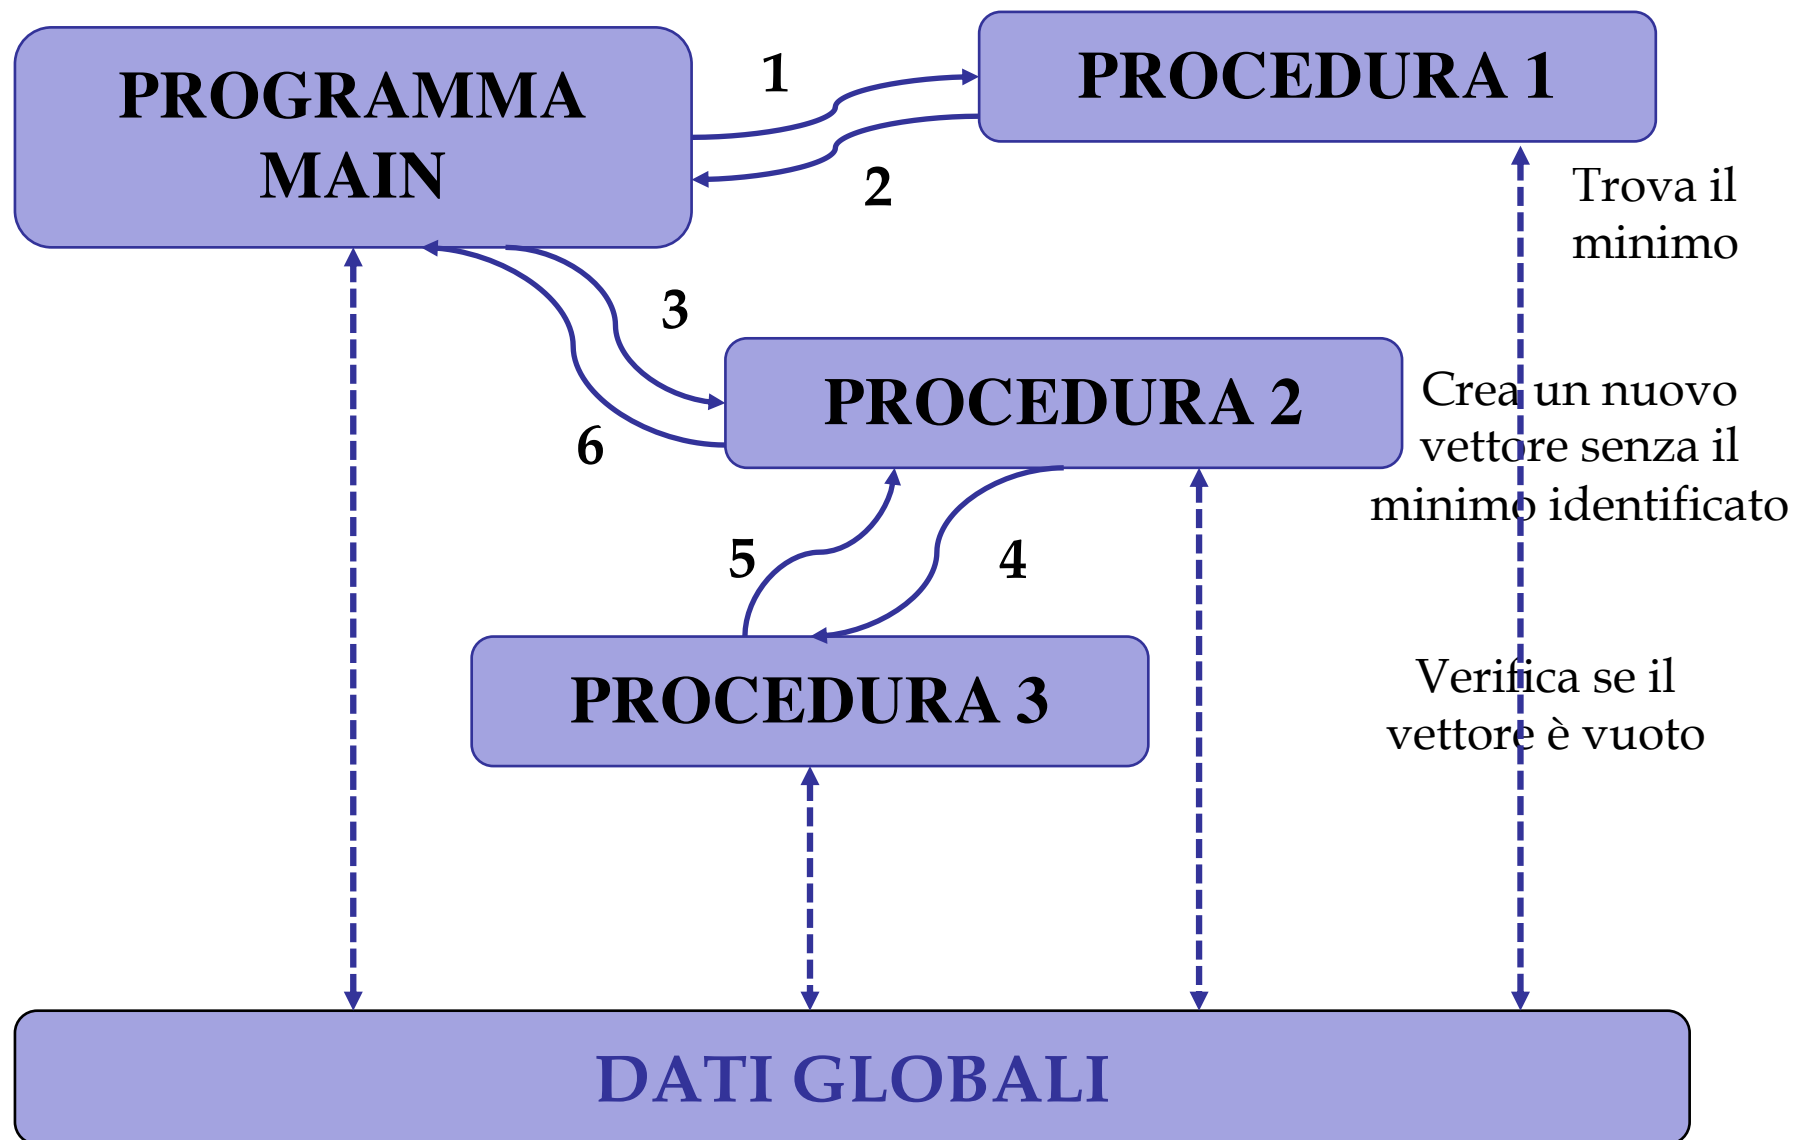 PROGRAMMA
MAIN
1
PROCEDURA 1
2
Trova il
minimo
3
PROCEDURA 2
6
Crea un nuovo
vettore senza il
minimo identificato
5
4
PROCEDURA 3
Verifica se il
vettore è vuoto
DATI GLOBALI